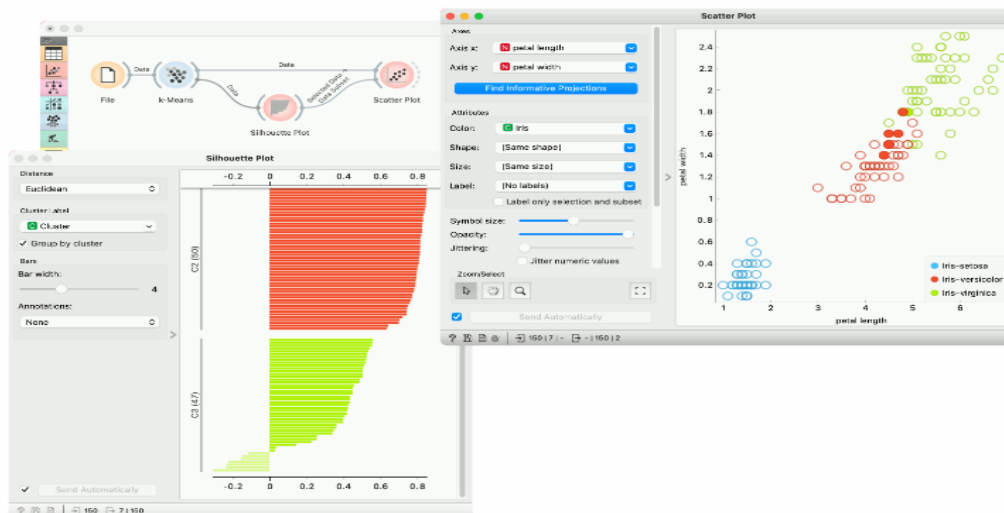 Data
Data
Data
Selected Data →
Data Subset
File
k-Means
Silhouette Plot
Scatter Plot
Silhouette Plot
Distance
Euclidean
Cluster Label
C Cluster
Group by cluster
Bars
Bar width:
4
Annotations:
None
Send Automatically
150
7 | 150
-0.2 0 0.2 0.4 0.6 0.8
C2 (50)
C3 (47)
-0.2 0 0.2 0.4 0.6 0.8
Scatter Plot
Axes
Axis x: N petal length
Axis y: N petal width
Find Informative Projections
Attributes
Color: C iris
Shape: (Same shape)
Size: (Same size)
Label: (No labels)
Label only selection and subset
Symbol size:
Opacity:
Jittering:
Jitter numeric values
Zoom/Select
Send Automatically
150 | 7 | -
- | 150 | 2
petal width
2.4
2.2
2
1.8
1.6
1.4
1.2
1
0.8
0.6
0.4
0.2
1 2 3 4 5 6
petal length
Iris-setosa
Iris-versicolor
Iris-virginica